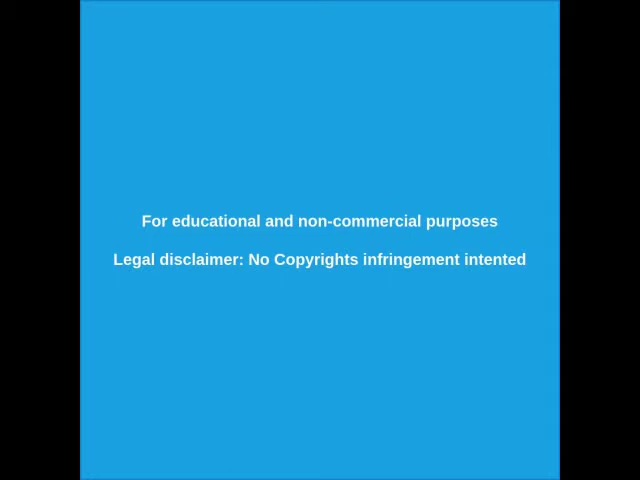 For educational and non-commercial purposes
Legal disclaimer: No Copyrights infringement intented